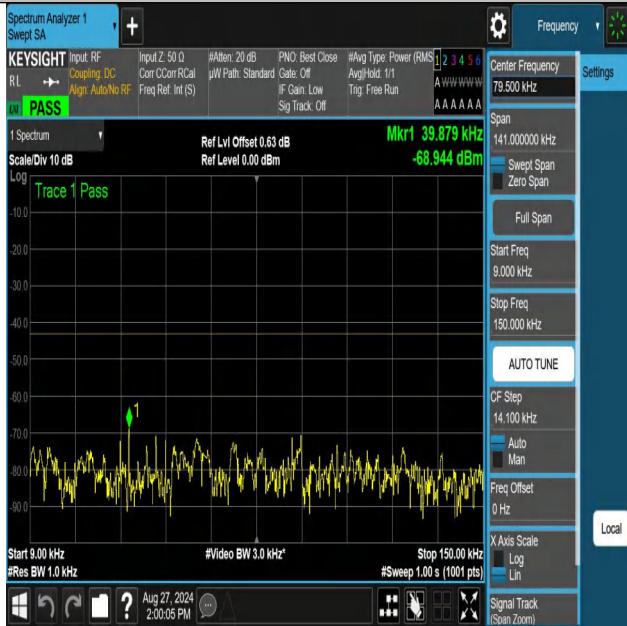 Spectrum Analyzer 1
Swept SA
+
Frequency
KEYSIGHT
RL
PASS
Input: RF
Coupling: DC
Align: Auto/No RF
Input Z: 50 Ω
Corr CCorr RCal
Freq Ref: Int (S)
#Atten: 20 dB
µW Path: Standard
PNO: Best Close
Gate: Off
IF Gain: Low
Sig Track: Off
#Avg Type: Power (RMS
Avg|Hold: 1/1
Trig: Free Run
1 2 3 4 5 6
A W W W W W
A A A A A A
1 Spectrum
Scale/Div 10 dB
Ref Lvl Offset 0.63 dB
Ref Level 0.00 dBm
Mkr1 39.879 kHz
-68.944 dBm
Log
Trace 1 Pass
-10.0
-20.0
-30.0
-40.0
-50.0
-60.0
-70.0
-80.0
-90.0
1
Start 9.00 kHz
#Res BW 1.0 kHz
#Video BW 3.0 kHz*
Stop 150.00 kHz
#Sweep 1.00 s (1001 pts)
?
Aug 27, 2024
2:00:05 PM
Center Frequency
79.500 kHz
Span
141.000000 kHz
Swept Span
Zero Span
Full Span
Start Freq
9.000 kHz
Stop Freq
150.000 kHz
AUTO TUNE
CF Step
14.100 kHz
Auto
Man
Freq Offset
0 Hz
X Axis Scale
Log
Lin
Signal Track
(Span Zoom)
Settings
Local